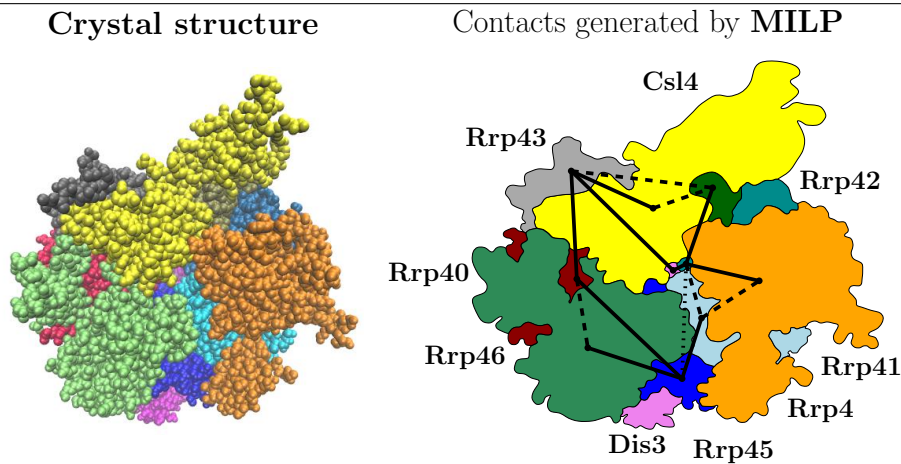 Crystal structure
Contacts generated by MILP
Csl4
Rrp43
Rrp42
Rrp40
Rrp46
Rrp41
Rrp4
Dis3
Rrp45